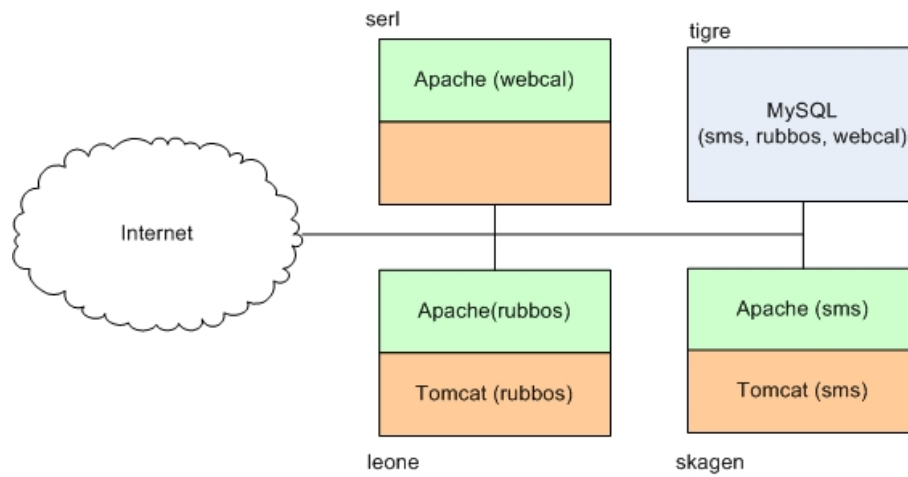 serl
Apache (webcal)
tigre
MySQL
(sms, rubbos, webcal)
Internet
Apache(rubbos)
Tomcat (rubbos)
leone
Apache (sms)
Tomcat (sms)
skagen